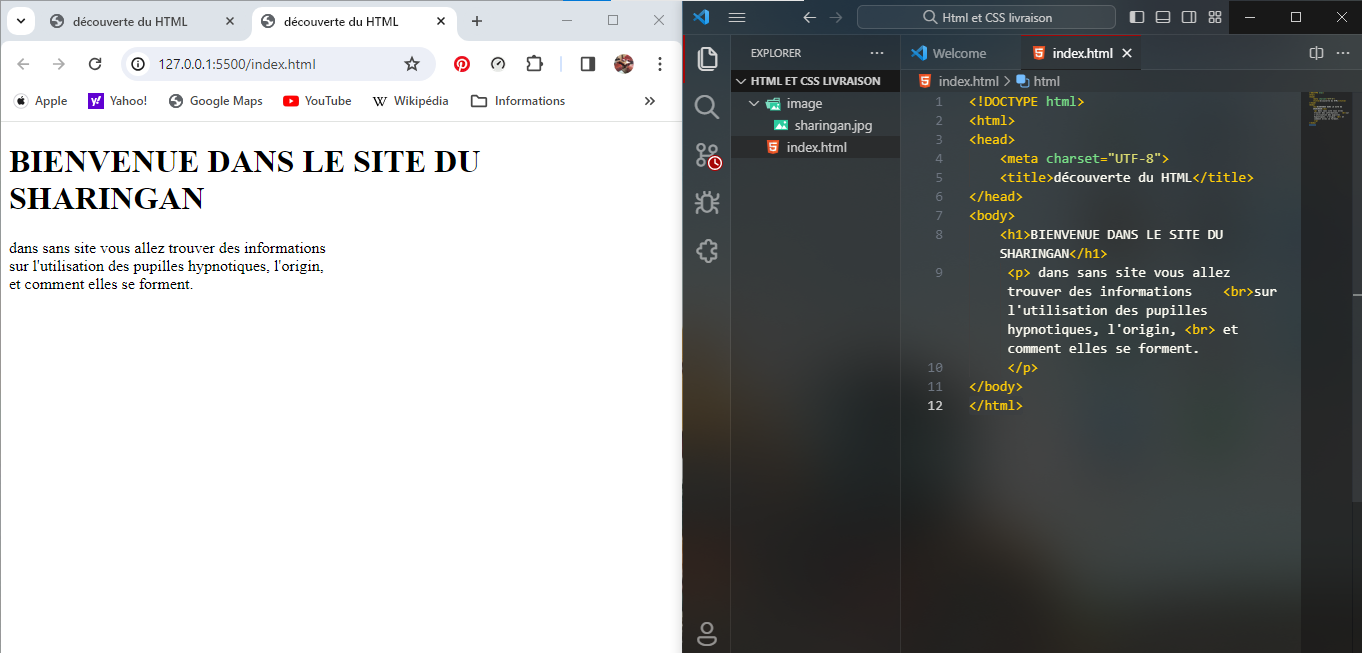 découverte du HTML
découverte du HTML
127.0.0.1:5500/index.html
Apple
Yahoo!
Google Maps
YouTube
Wikipédia
Informations
BIENVENUE DANS LE SITE DU
SHARINGAN
dans sans site vous allez trouver des informations
sur l'utilisation des pupilles hypnotiques, l'origin,
et comment elles se forment.
Html et CSS livraison
EXPLORER
HTML ET CSS LIVRAISON
image
sharingan.jpg
index.html
Welcome
index.html
index.html > html
1 <!DOCTYPE html>
2 <html>
3 <head>
4 <meta charset="UTF-8">
5 <title>découverte du HTML</title>
6 </head>
7 <body>
8 <h1>BIENVENUE DANS LE SITE DU
SHARINGAN</h1>
9 <p> dans sans site vous allez
trouver des informations    <br>sur
l'utilisation des pupilles
hypnotiques, l'origin, <br> et
comment elles se forment.
10 </p>
11 </body>
12 </html>